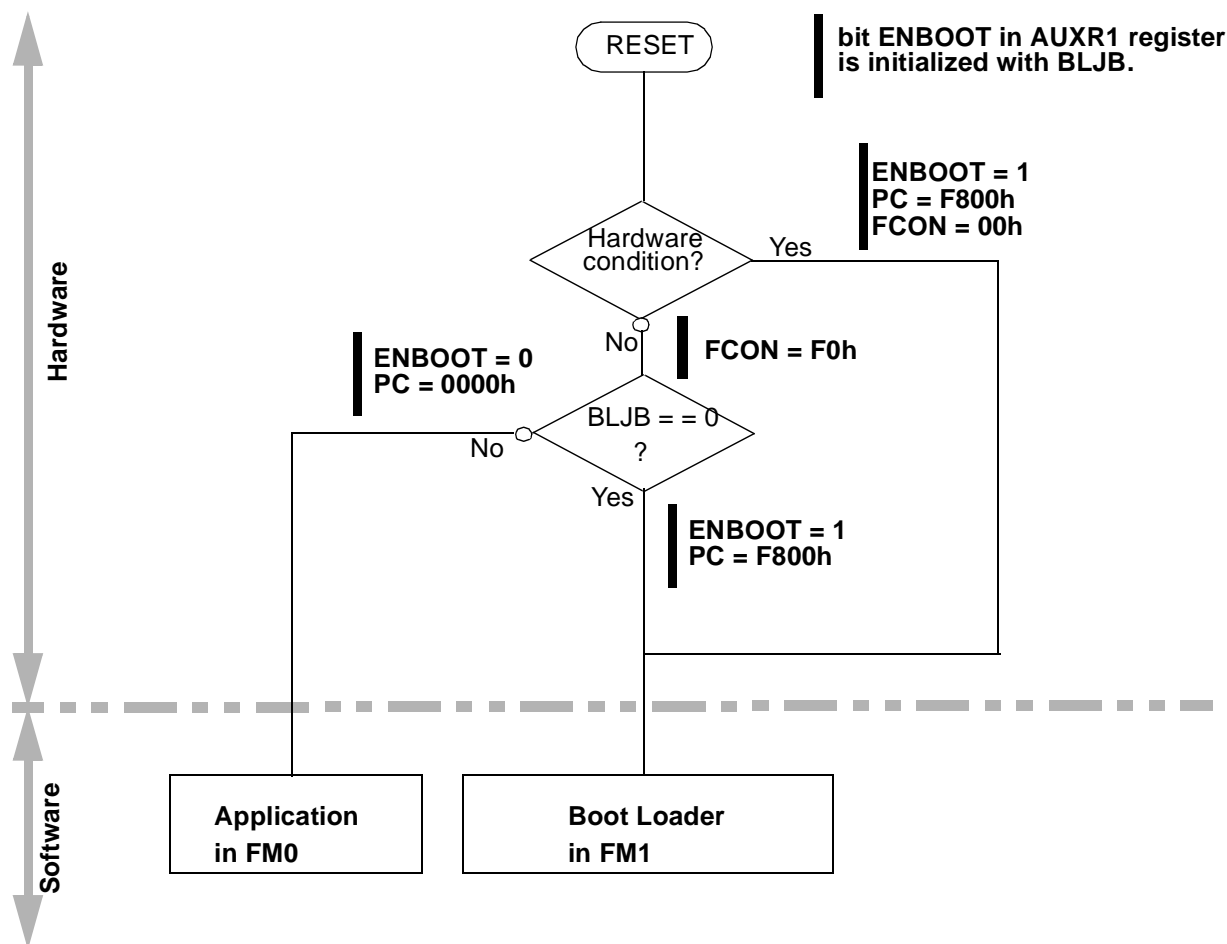 RESET
bit ENBOOT in AUXR1 register
is initialized with BLJB.
ENBOOT = 1
PC = F800h
FCON = 00h
Hardware
condition?
Yes
No
FCON = F0h
ENBOOT = 0
PC = 0000h
BLJB = = 0
?
No
Yes
ENBOOT = 1
PC = F800h
Hardware
Software
Application
in FM0
Boot Loader
in FM1